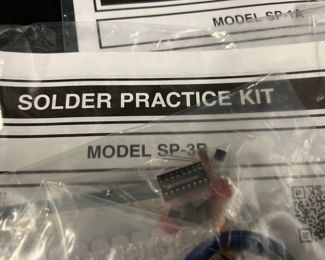 MODEL SP-1A
SOLDER PRACTICE KIT
MODEL SP-3B